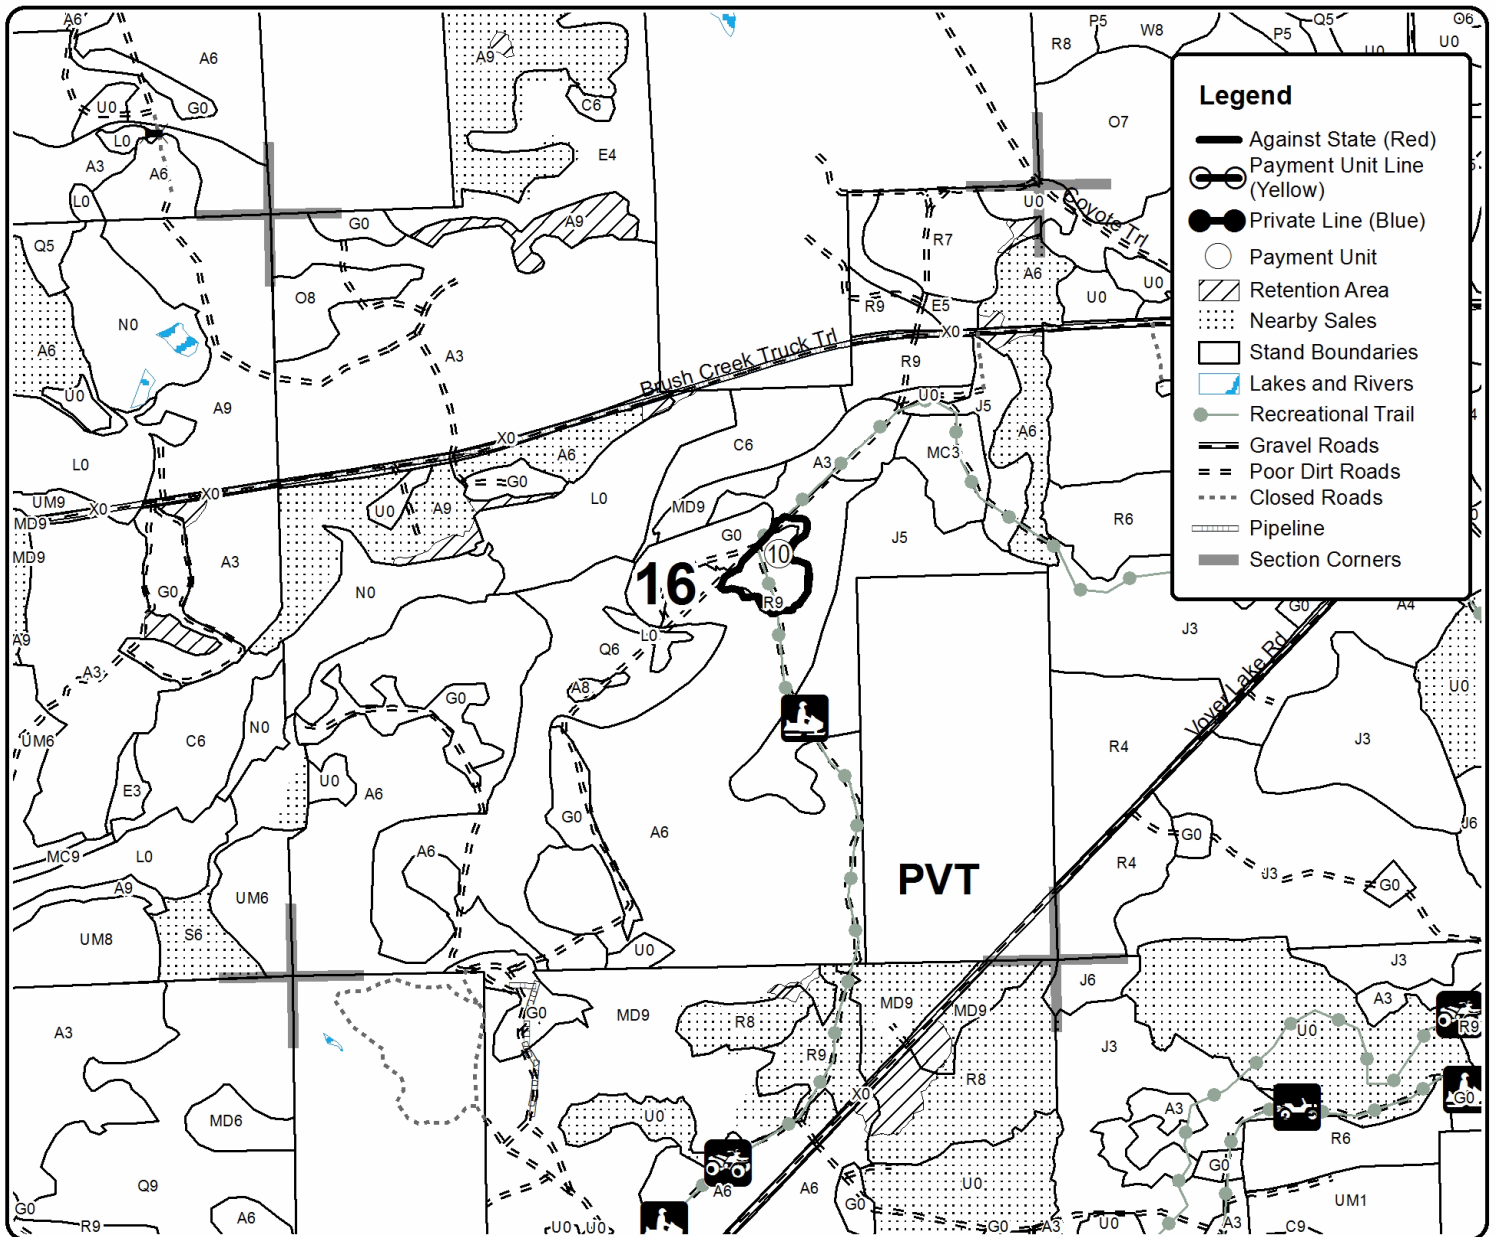 A6
A6
A9
R8
P5
W8
P5
Q5
U0
U0
O6
U0
G0
C6
L0
A3
A6
L0
E4
O7
Legend
Against State (Red)
Payment Unit Line
(Yellow)
Private Line (Blue)
Payment Unit
Retention Area
Nearby Sales
Stand Boundaries
Lakes and Rivers
Recreational Trail
Gravel Roads
Poor Dirt Roads
Closed Roads
Pipeline
Section Corners
G0
A9
U0
Coyote Trl
Q5
R7
A6
U0
U0
O8
R9
E5
N0
A6
A3
X0
Brush Creek Truck Trl
R9
U0
A9
U0
J5
X0
C6
MC3
A6
L0
A6
A3
UM9
X0
X0
G0
L0
U0
A9
MD9
R6
MD9
MD9
A3
G0
10
J5
G0
N0
16
R9
G0
A4
A9
L0
Q6
J3
A3
A8
G0
Voyer Lake Rd
U0
UM6
C6
N0
R4
J3
E3
U0
A6
G0
A6
J6
MC9
L0
A6
G0
R4
J3
G0
A9
UM6
PVT
UM8
S6
U0
J3
J6
A3
G0
MD9
R8
MD9
MD9
U0
R9
A3
R9
J3
R8
X0
G0
MD6
U0
A3
R6
G0
Q9
A6
A6
G0
U0
UM1
G0
R9
A6
U0
U0
G0
A3
U0
A3
C9